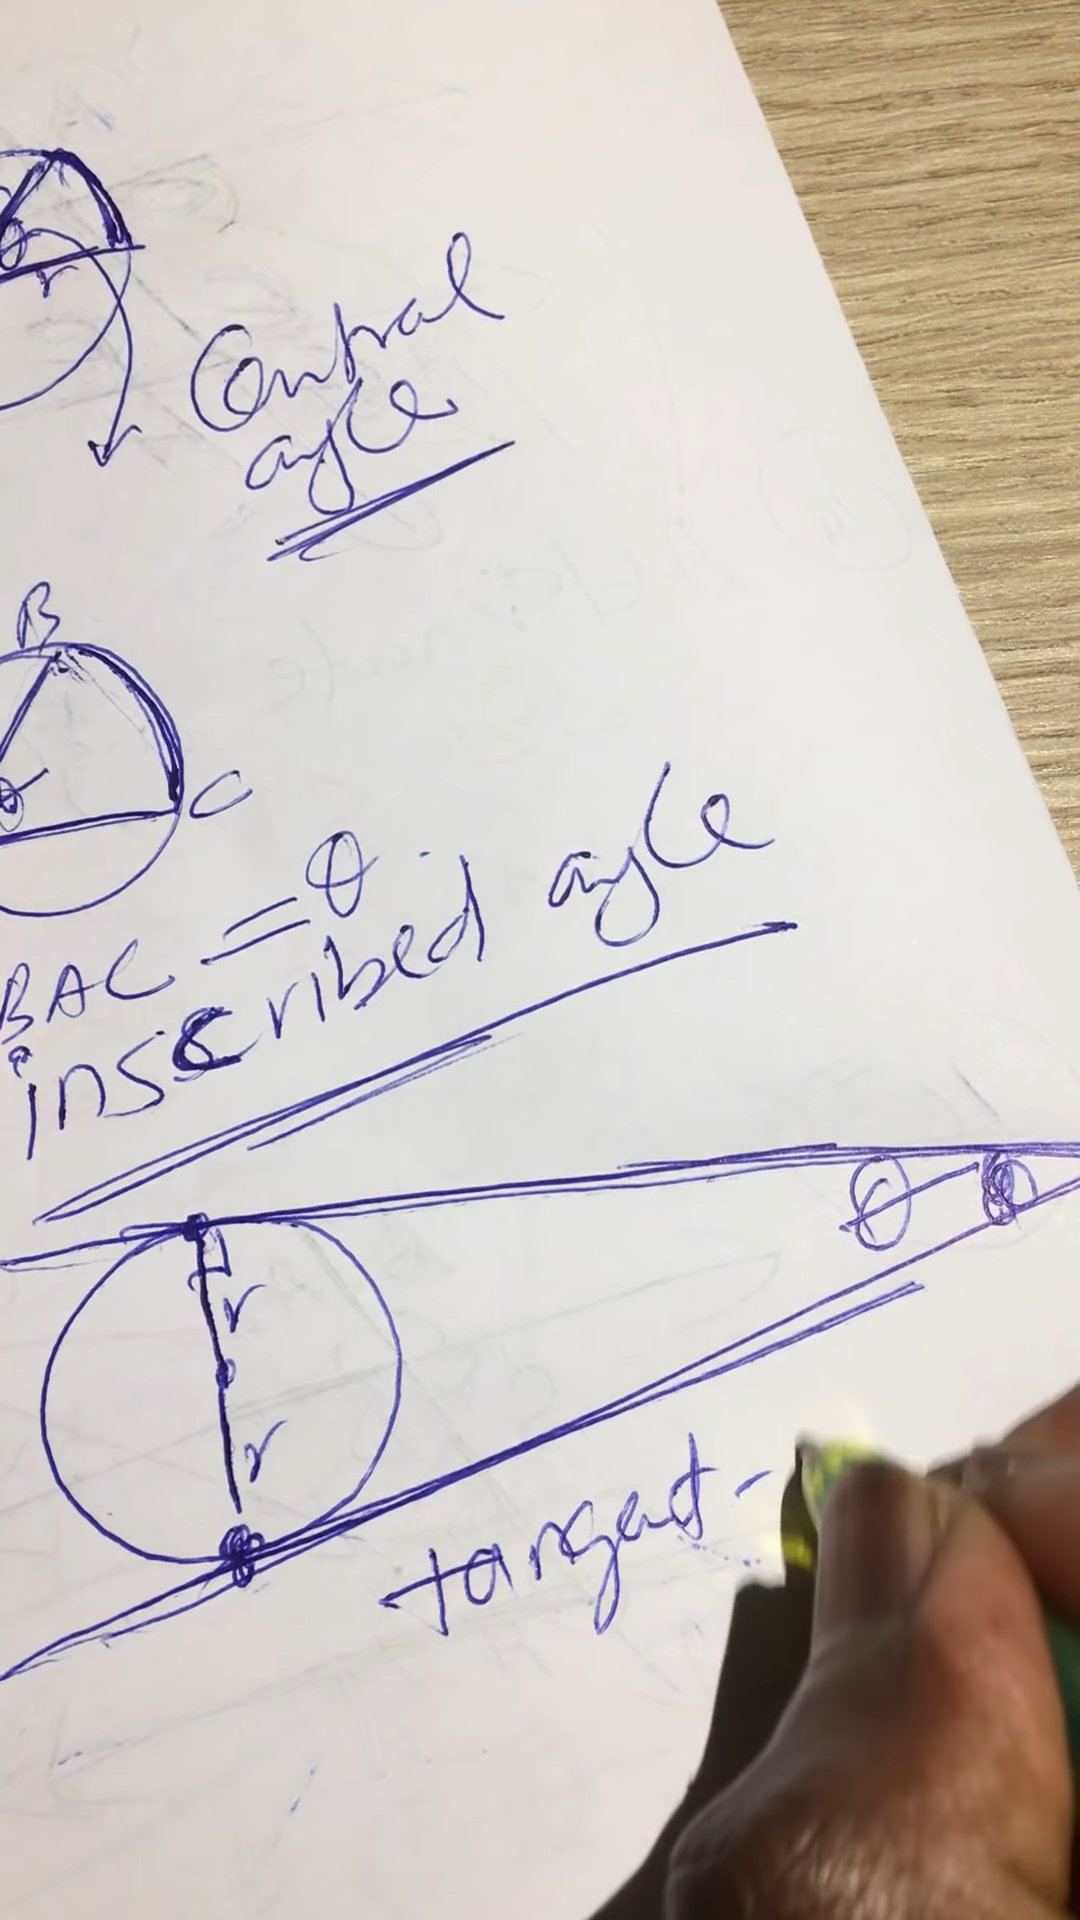 θ
r
Central
angle
B
θ
C
BAC = θ
inscribed angle
θ
r
r
tangent-